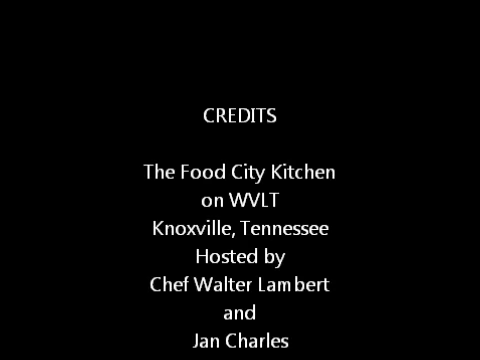 CREDITS
The Food City Kitchen
on WVLT
Knoxville, Tennessee
Hosted by
Chef Walter Lambert
and
Jan Charles